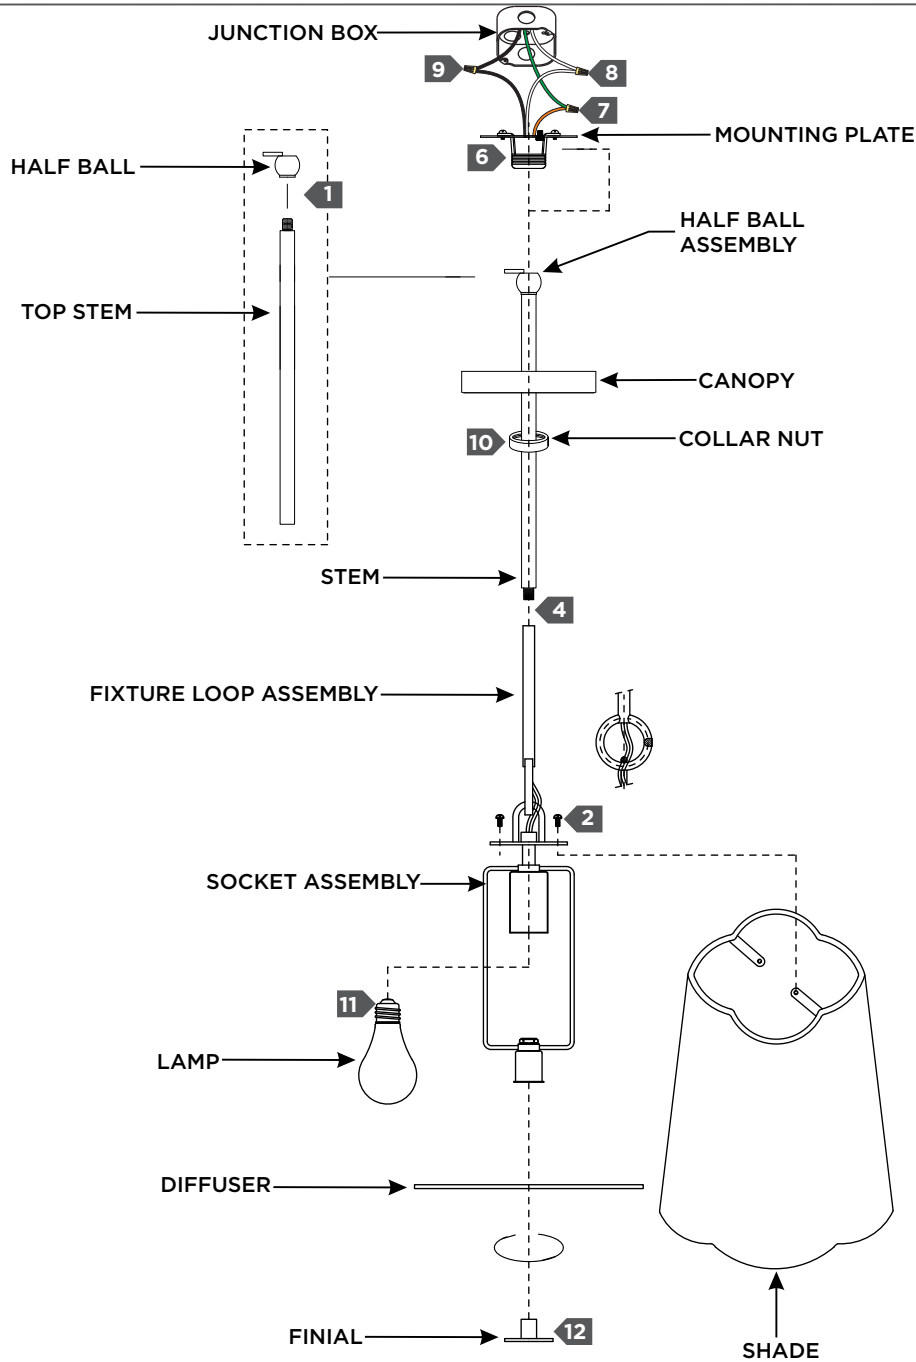 JUNCTION BOX
9
8
7
MOUNTING PLATE
6
HALF BALL
1
HALF BALL
ASSEMBLY
TOP STEM
CANOPY
10
COLLAR NUT
STEM
4
FIXTURE LOOP ASSEMBLY
2
SOCKET ASSEMBLY
11
LAMP
DIFFUSER
FINIAL
12
SHADE